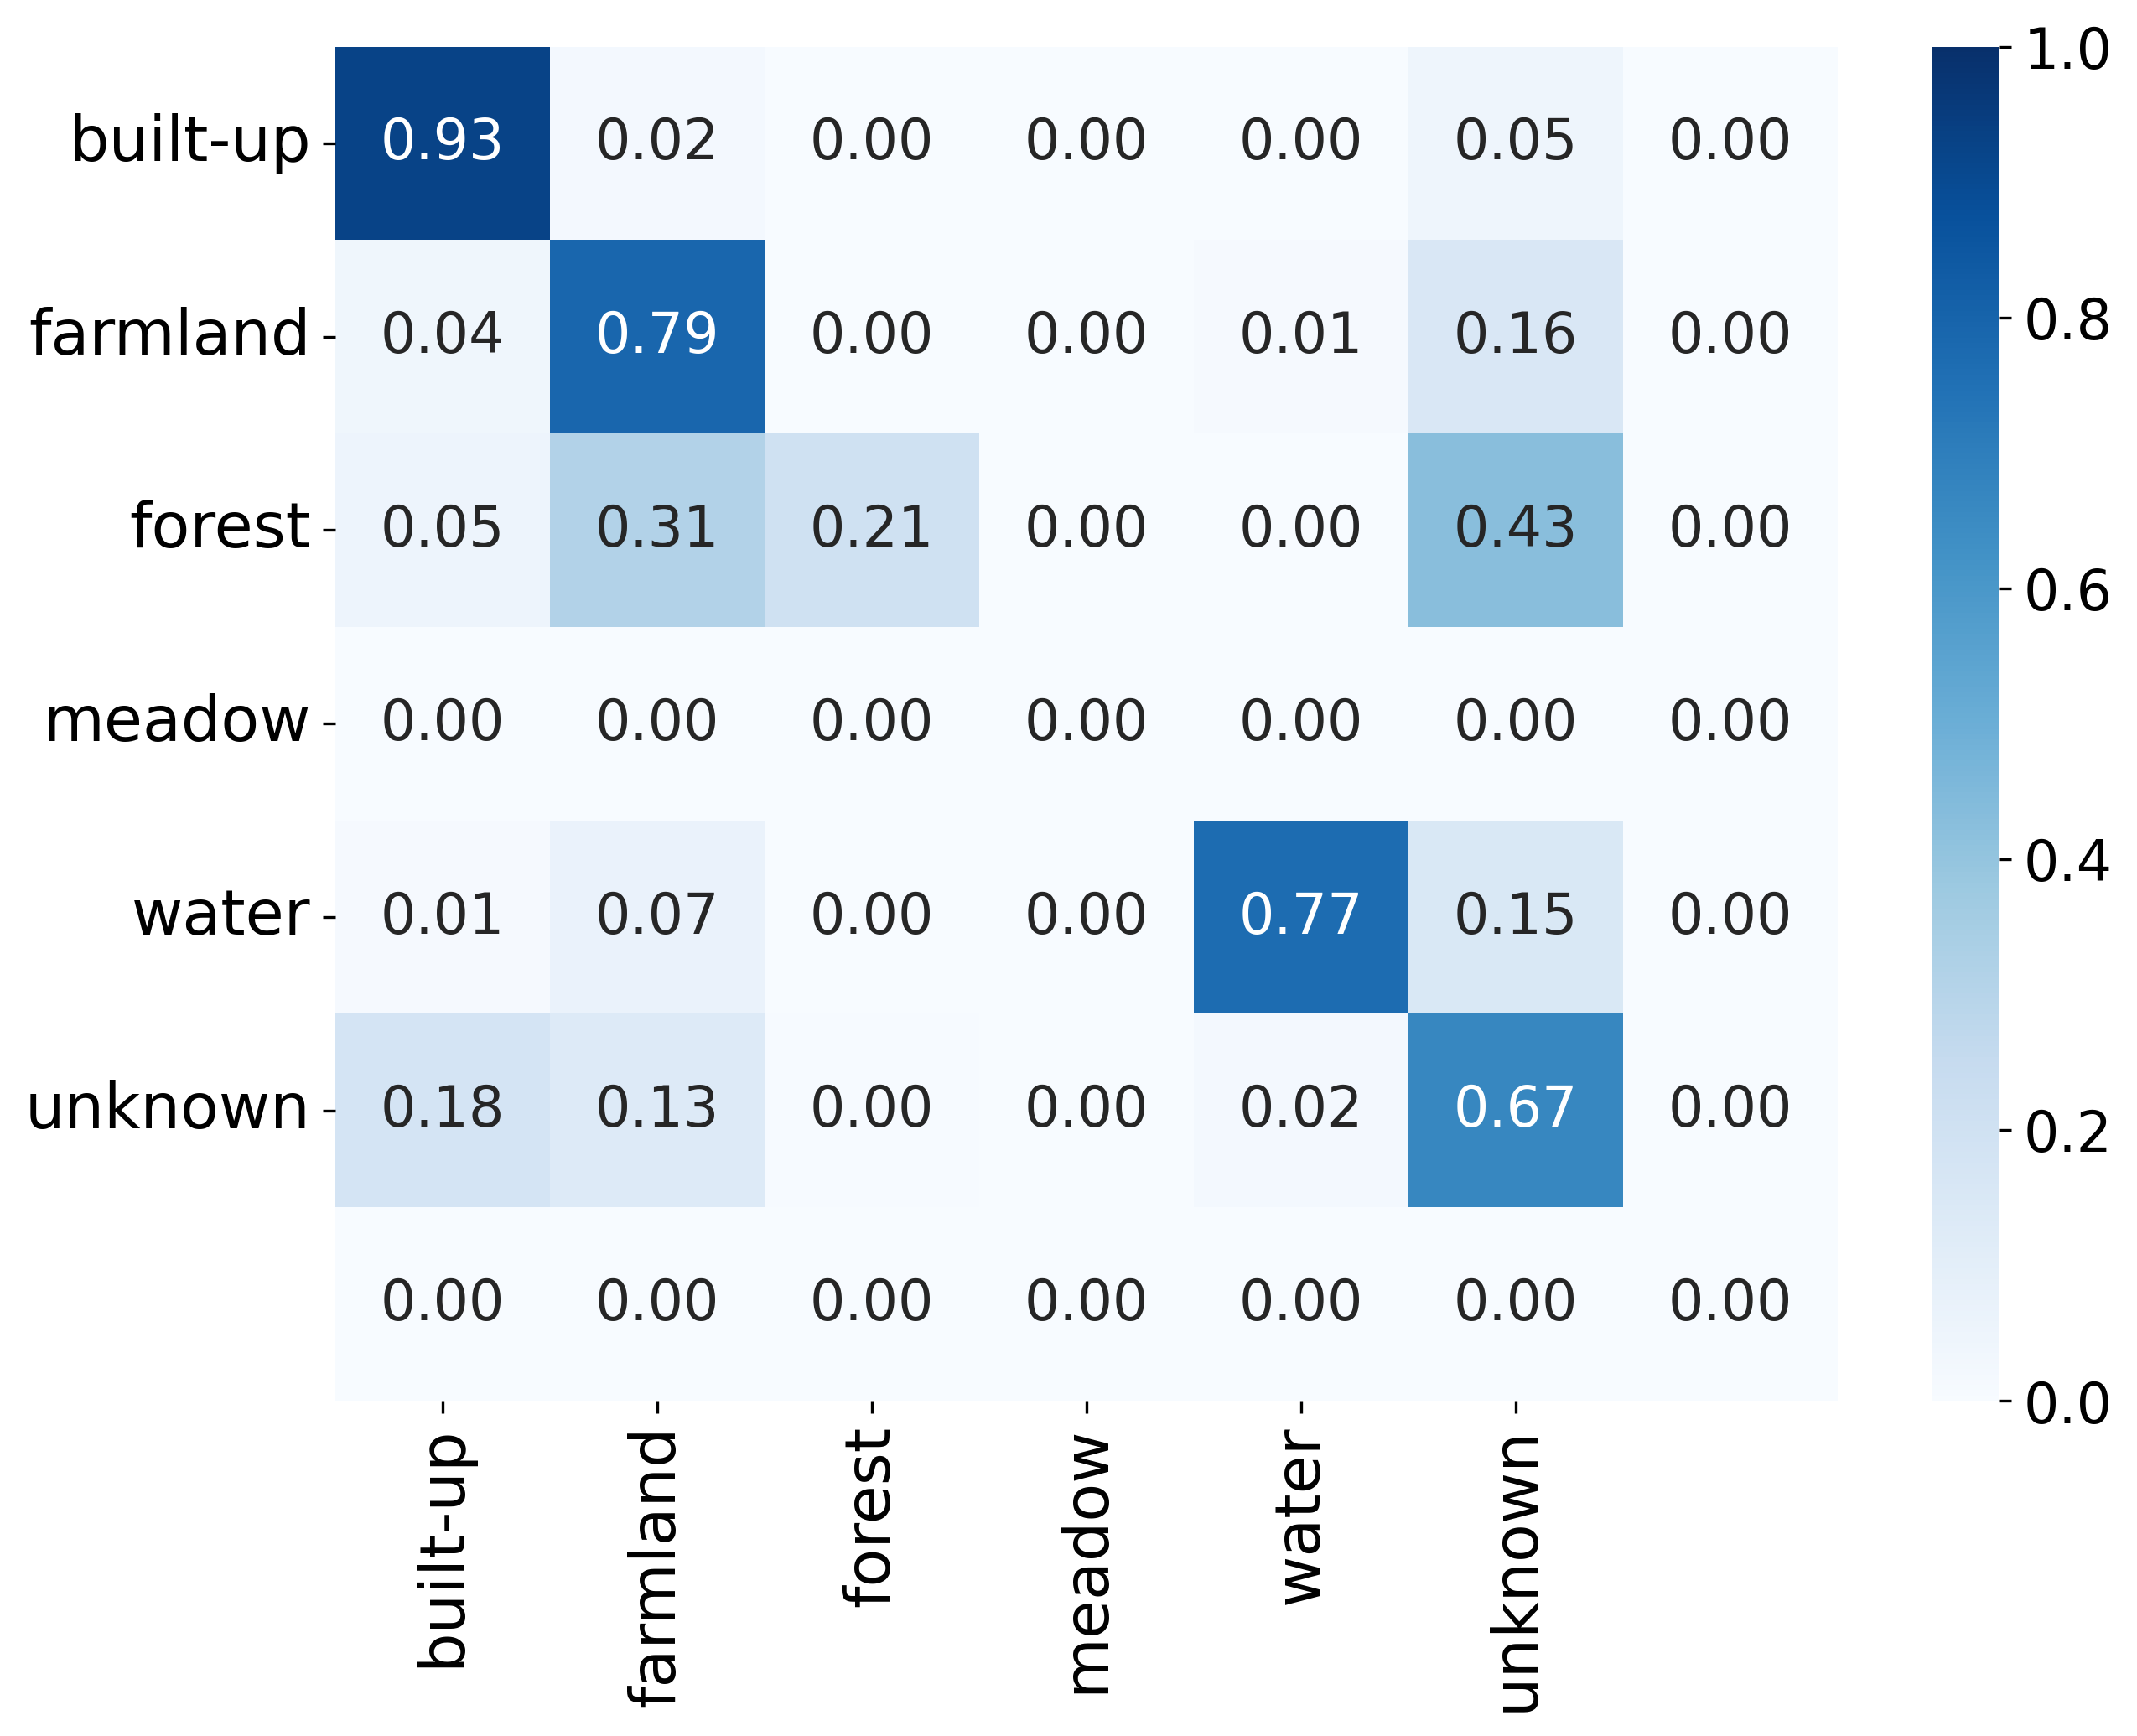 built-up 0.93 0.02 0.00 0.00 0.00 0.05 0.00
farmland 0.04 0.79 0.00 0.00 0.01 0.16 0.00
forest 0.05 0.31 0.21 0.00 0.00 0.43 0.00
meadow 0.00 0.00 0.00 0.00 0.00 0.00 0.00
water 0.01 0.07 0.00 0.00 0.77 0.15 0.00
unknown 0.18 0.13 0.00 0.00 0.02 0.67 0.00
0.00 0.00 0.00 0.00 0.00 0.00 0.00
built-up farmland forest meadow water unknown
1.0
0.8
0.6
0.4
0.2
0.0